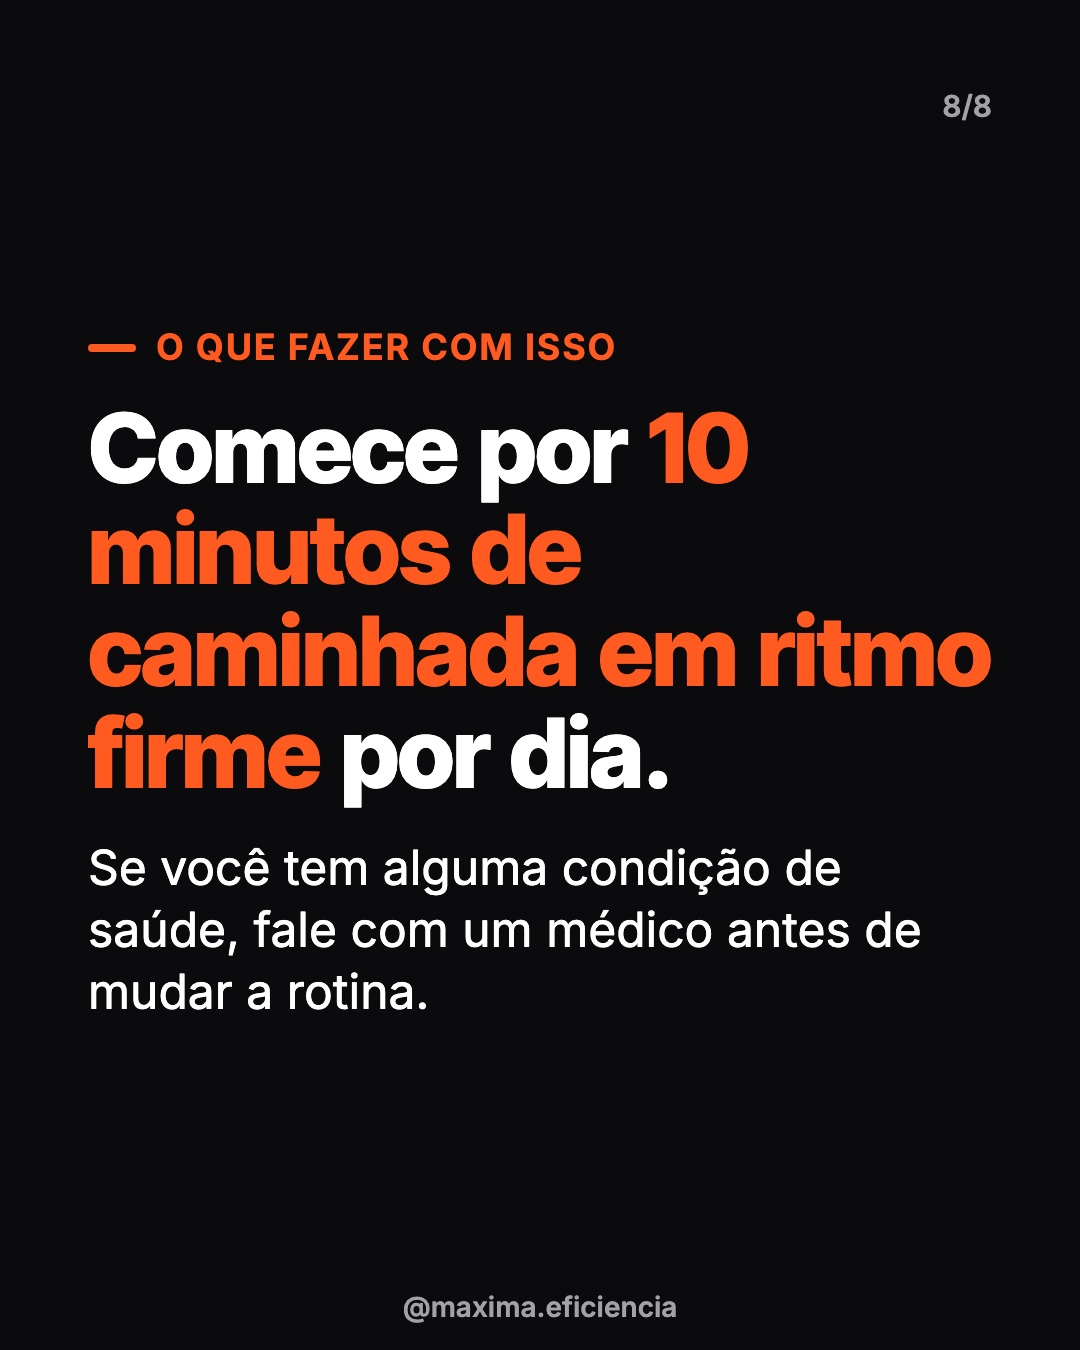 8/8
O QUE FAZER COM ISSO
Comece por 10
minutos de
caminhada em ritmo
firme por dia.
Se você tem alguma condição de
saúde, fale com um médico antes de
mudar a rotina.
@maxima.eficiencia